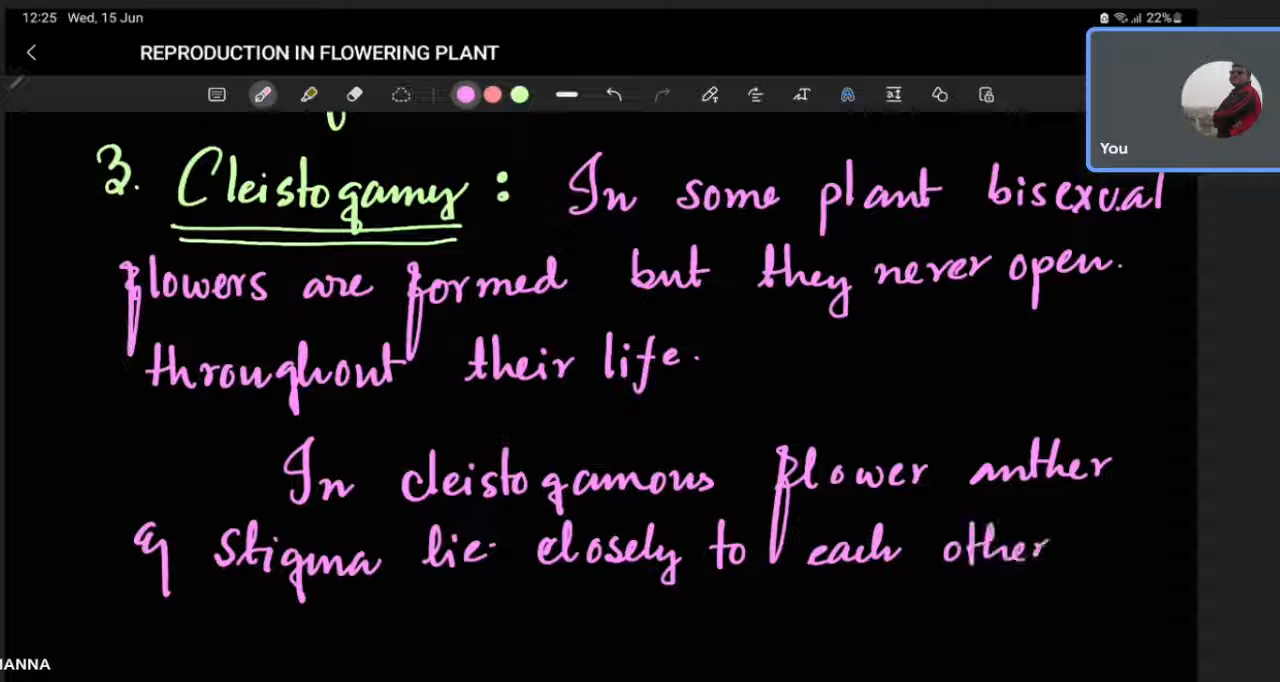 12:25 Wed, 15 Jun
22%
REPRODUCTION IN FLOWERING PLANT
You
3. Cleistogamy : In some plant bisexual
flowers are formed but they never open.
throughout their life.
In cleistogamous flower anther
& stigma lie closely to each other
MANNA